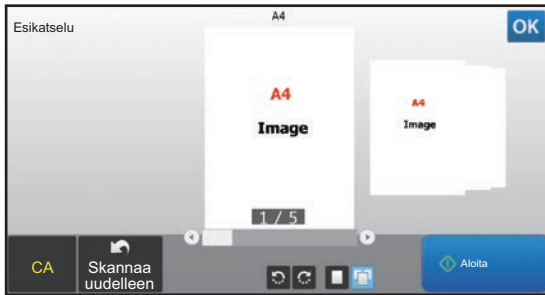 Esikatselu
A4
OK
A4
Image
A4
Image
1 / 5
CA
Skannaa
uudelleen
Aloita